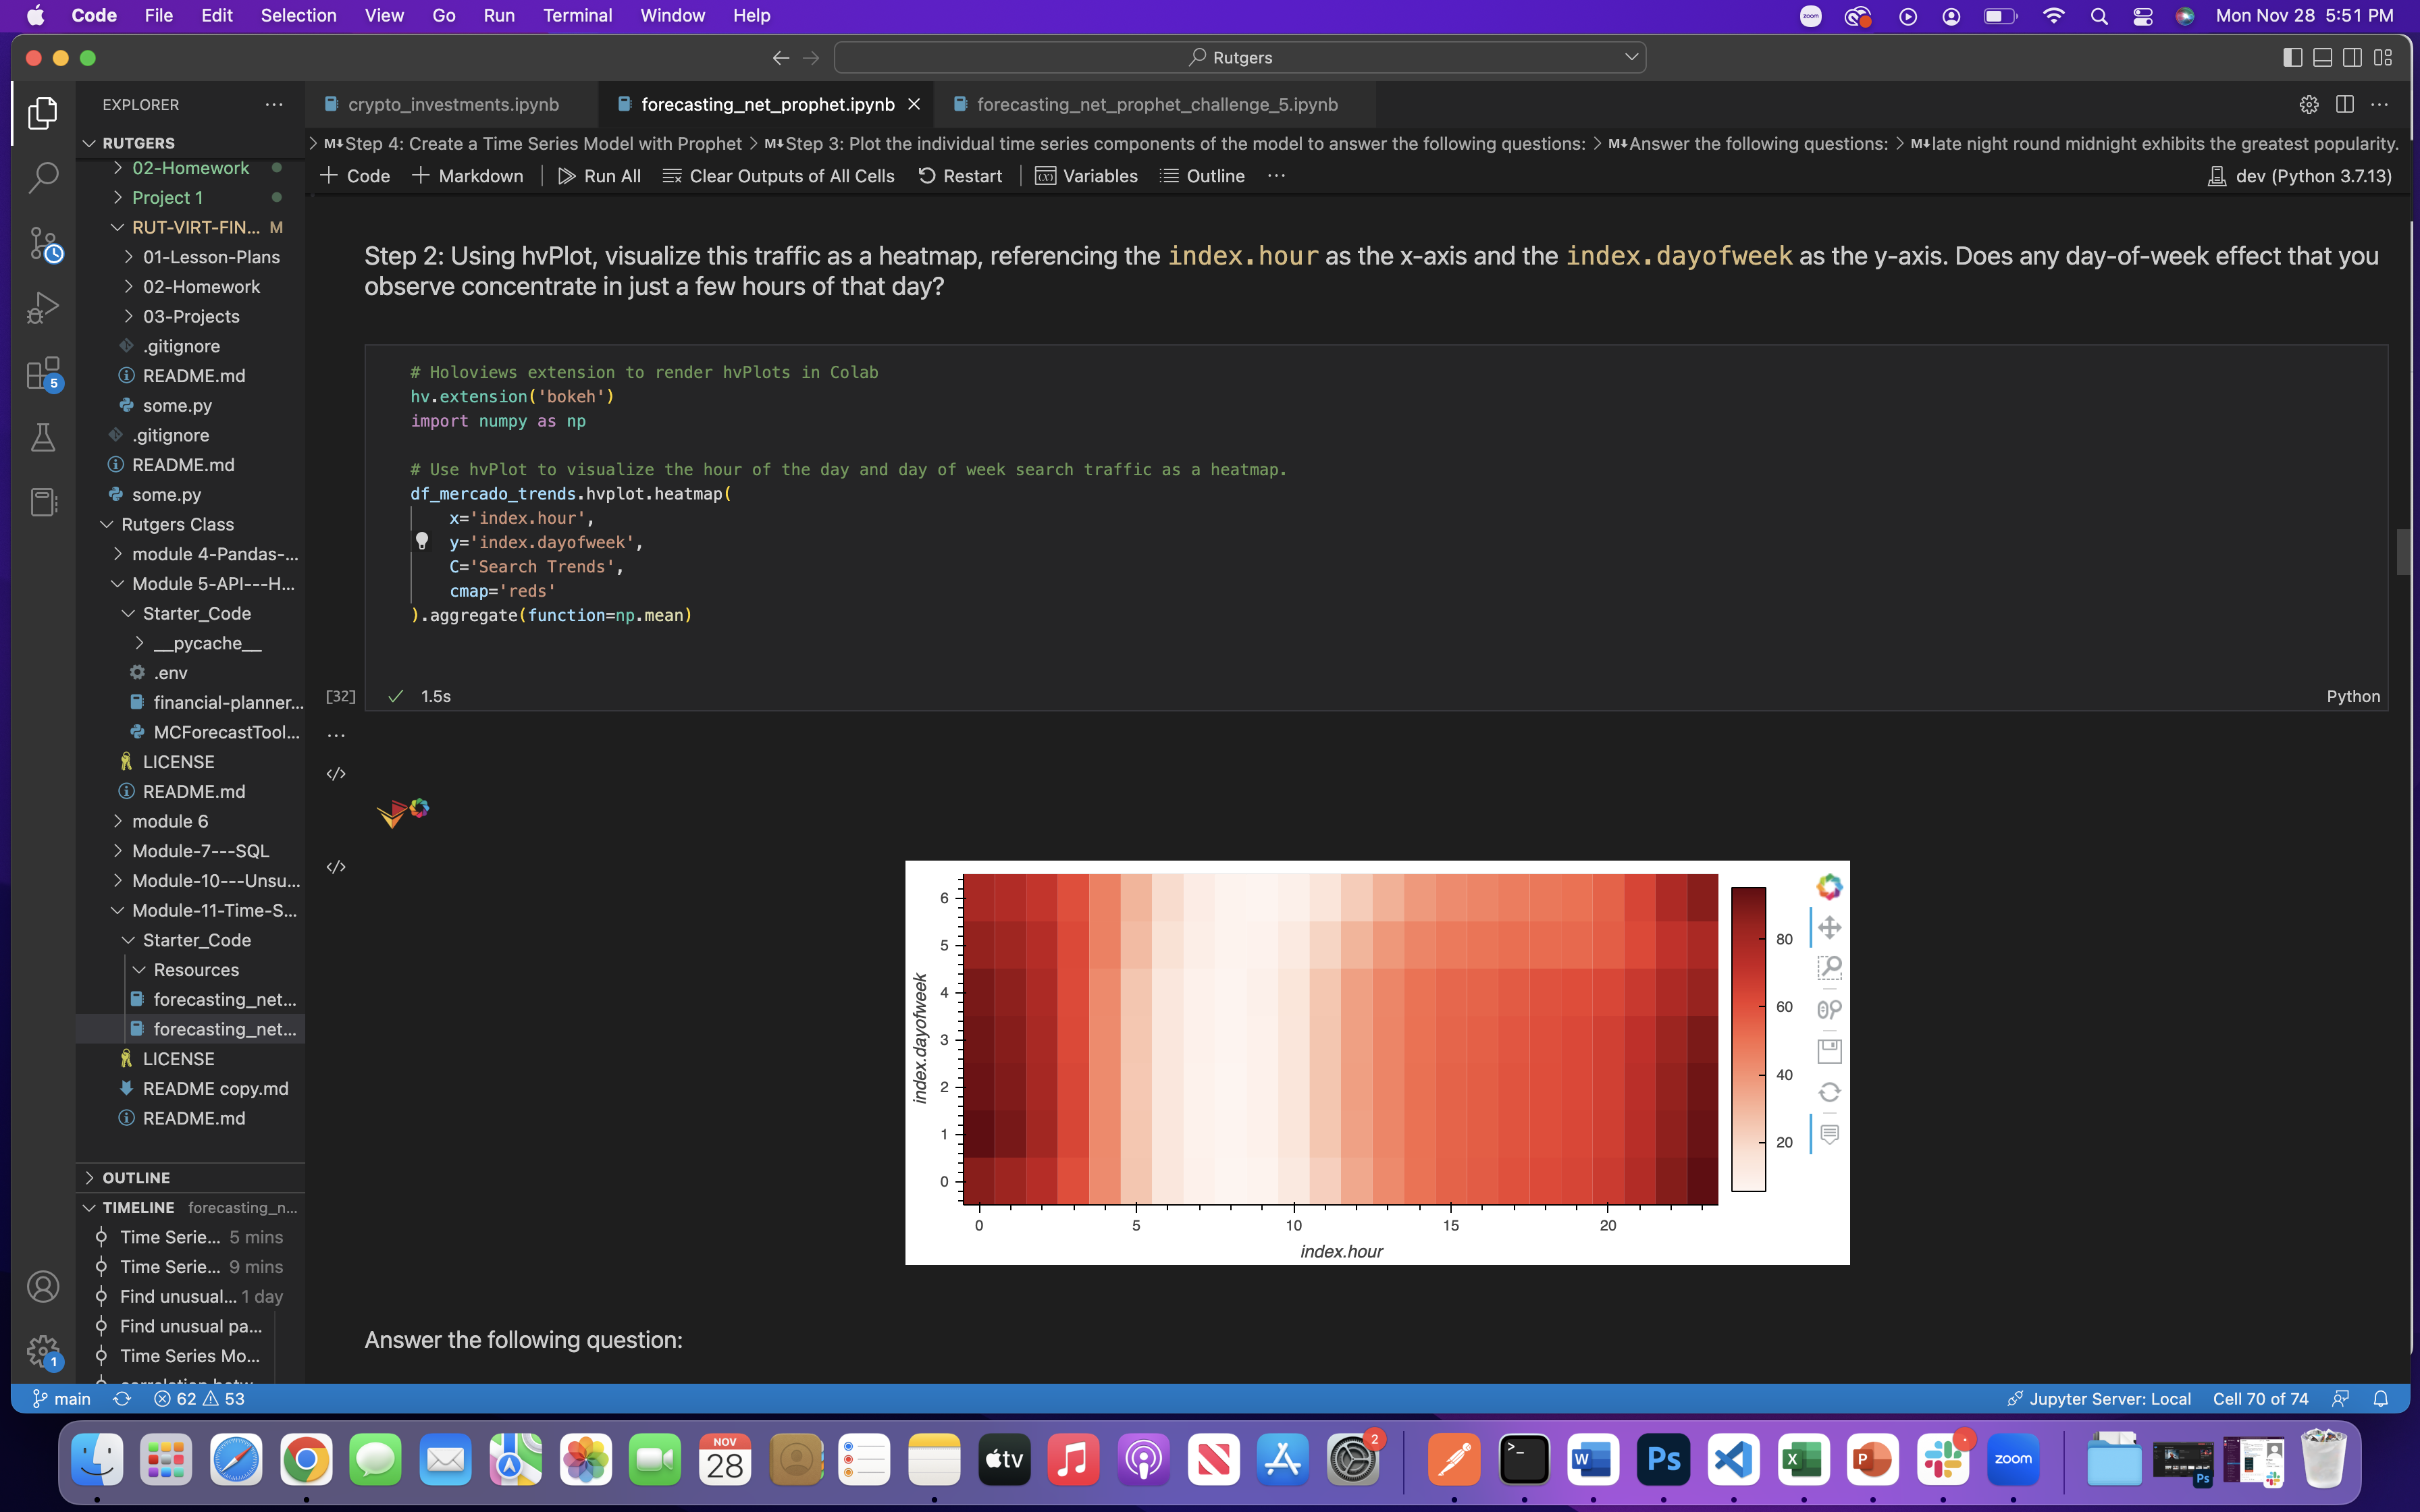 Code File Edit Selection View Go Run Terminal Window Help
zoom
Mon Nov 28 5:51 PM
Rutgers
EXPLORER
crypto_investments.ipynb
forecasting_net_prophet.ipynb
forecasting_net_prophet_challenge_5.ipynb
Step 4: Create a Time Series Model with Prophet > M↓Step 3: Plot the individual time series components of the model to answer the following questions: > M↓Answer the following questions: > M↓late night round midnight exhibits the greatest popularity.
Code
Markdown
Run All
Clear Outputs of All Cells
Restart
Variables
Outline
dev (Python 3.7.13)
RUTGERS
02-Homework
Project 1
RUT-VIRT-FIN... M
01-Lesson-Plans
02-Homework
03-Projects
.gitignore
README.md
some.py
.gitignore
README.md
some.py
Rutgers Class
module 4-Pandas-...
Module 5-API---H...
Starter_Code
__pycache__
.env
financial-planner...
MCForecastTool...
LICENSE
README.md
module 6
Module-7---SQL
Module-10---Unsu...
Module-11-Time-S...
Starter_Code
Resources
forecasting_net...
forecasting_net...
LICENSE
README copy.md
README.md
OUTLINE
TIMELINE forecasting_n...
Time Serie... 5 mins
Time Serie... 9 mins
Find unusual... 1 day
Find unusual pa...
Time Series Mo...
5
1
Step 2: Using hvPlot, visualize this traffic as a heatmap, referencing the index.hour as the x-axis and the index.dayofweek as the y-axis. Does any day-of-week effect that you
observe concentrate in just a few hours of that day?
# Holoviews extension to render hvPlots in Colab
hv.extension('bokeh')
import numpy as np
# Use hvPlot to visualize the hour of the day and day of week search traffic as a heatmap.
df_mercado_trends.hvplot.heatmap(
x='index.hour',
y='index.dayofweek',
C='Search Trends',
cmap='reds'
).aggregate(function=np.mean)
[32]
1.5s
Python
6
5
4
3
2
1
0
index.dayofweek
0 5 10 15 20
index.hour
80
60
40
20
Answer the following question:
main
62
53
Jupyter Server: Local
Cell 70 of 74
NOV
28
tv
2
W
Ps
X
P
zoom
Ps